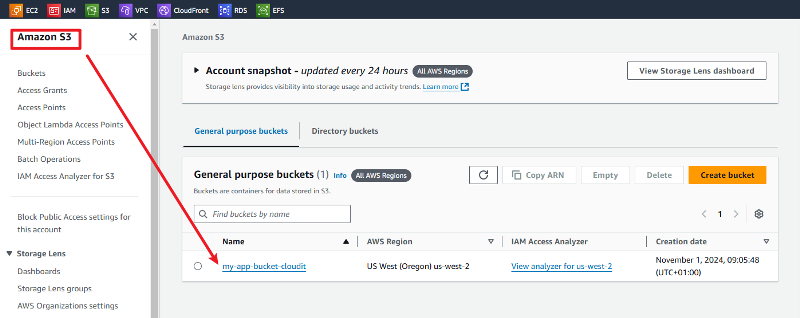 EC2 IAM S3 VPC CloudFront RDS EFS
Amazon S3
Buckets
Access Grants
Access Points
Object Lambda Access Points
Multi-Region Access Points
Batch Operations
IAM Access Analyzer for S3
Block Public Access settings for
this account
Storage Lens
Dashboards
Storage Lens groups
AWS Organizations settings
Amazon S3
Account snapshot - updated every 24 hours All AWS Regions
Storage lens provides visibility into storage usage and activity trends. Learn more
View Storage Lens dashboard
General purpose buckets Directory buckets
General purpose buckets (1) Info All AWS Regions
Buckets are containers for data stored in S3.
Copy ARN Empty Delete Create bucket
Find buckets by name
1
Name AWS Region IAM Access Analyzer Creation date
my-app-bucket-cloudit US West (Oregon) us-west-2 View analyzer for us-west-2 November 1, 2024, 09:05:48
(UTC+01:00)